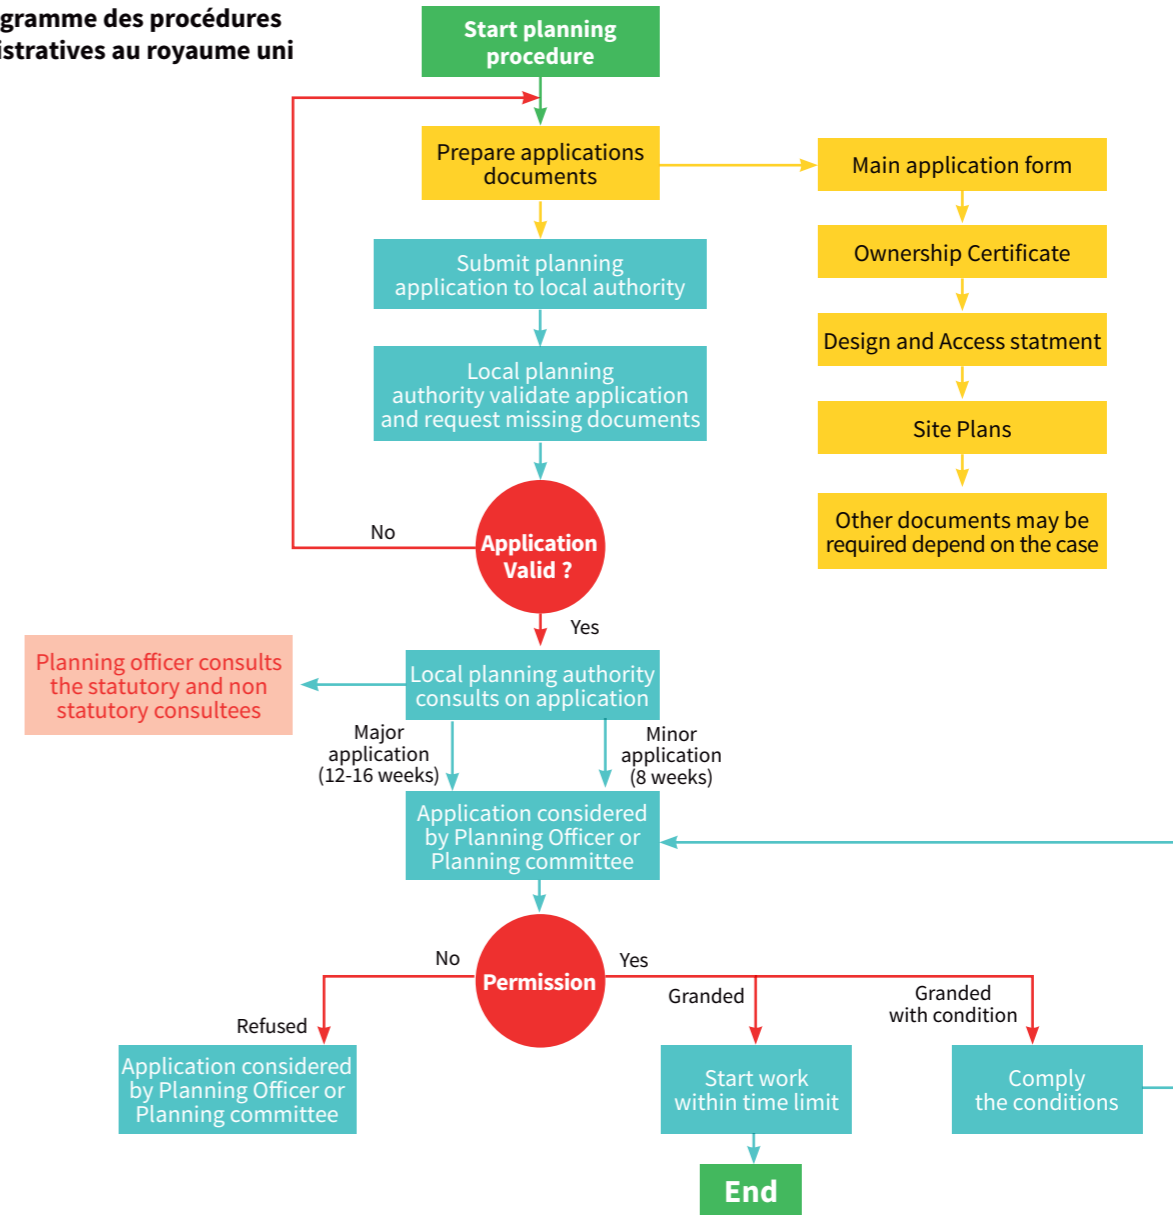 gramme des procédures
istratives au royaume uni
Start planning
procedure
Prepare applications
documents
Main application form
Ownership Certificate
Design and Access statment
Site Plans
Other documents may be
required depend on the case
Submit planning
application to local authority
Local planning
authority validate application
and request missing documents
No
Application
Valid ?
Yes
Planning officer consults
the statutory and non
statutory consultees
Local planning authority
consults on application
Major
application
(12-16 weeks)
Minor
application
(8 weeks)
Application considered
by Planning Officer or
Planning committee
No
Permission
Yes
Refused
Granded
Granded
with condition
Application considered
by Planning Officer or
Planning committee
Start work
within time limit
Comply
the conditions
End